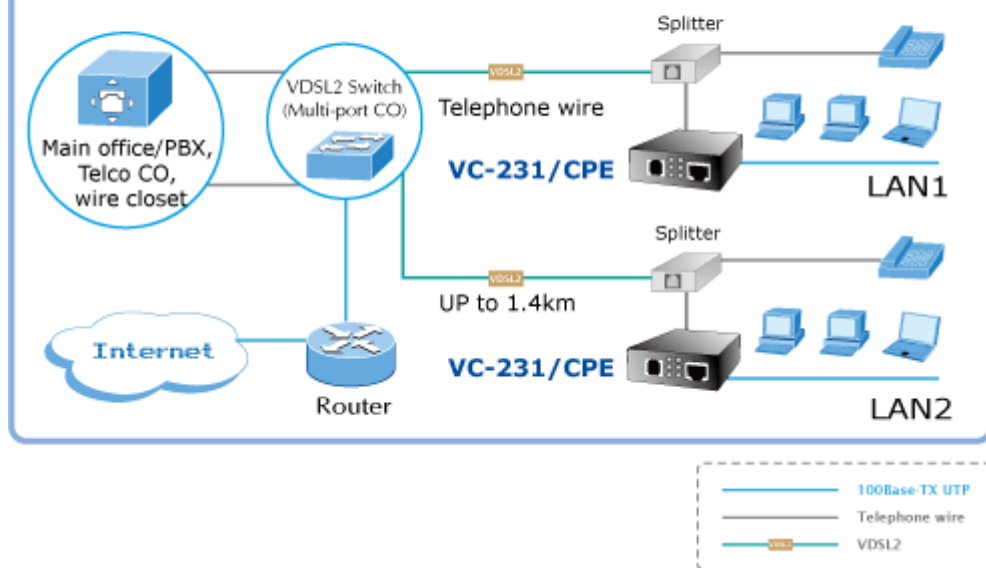 Splitter
VDSL2 Switch
(Multi-port CO)
VDSL2
Telephone wire
Main office/PBX,
Telco CO,
wire closet
VC-231/CPE
LAN1
Splitter
VDSL2
UP to 1.4km
Internet
VC-231/CPE
Router
LAN2
100Base-TX UTP
Telephone wire
VDSL2
VDSL2